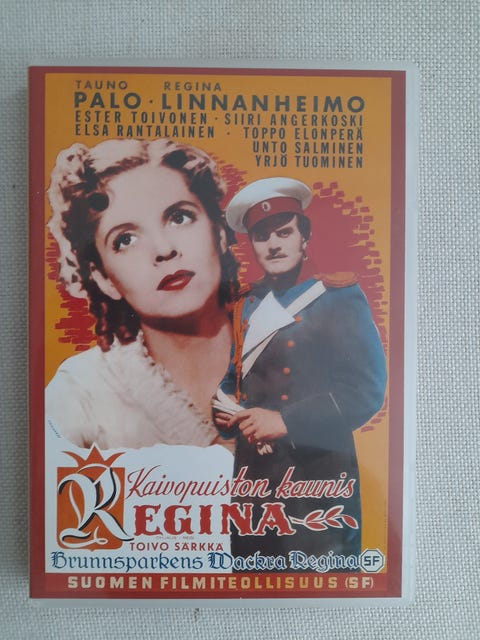 TAUNO REGINA
PALO · LINNANHEIMO
ESTER TOIVONEN · SIIRI ANGERKOSKI
ELSA RANTALAINEN · TOPPO ELONPERÄ
UNTO SALMINEN
YRJÖ TUOMINEN
Kaivopuiston kaunis
REGINA
TOIVO SÄRKKÄ
Brunnsparkens Wackra Regina SF
SUOMEN FILMITEOLLISUUS (SF)